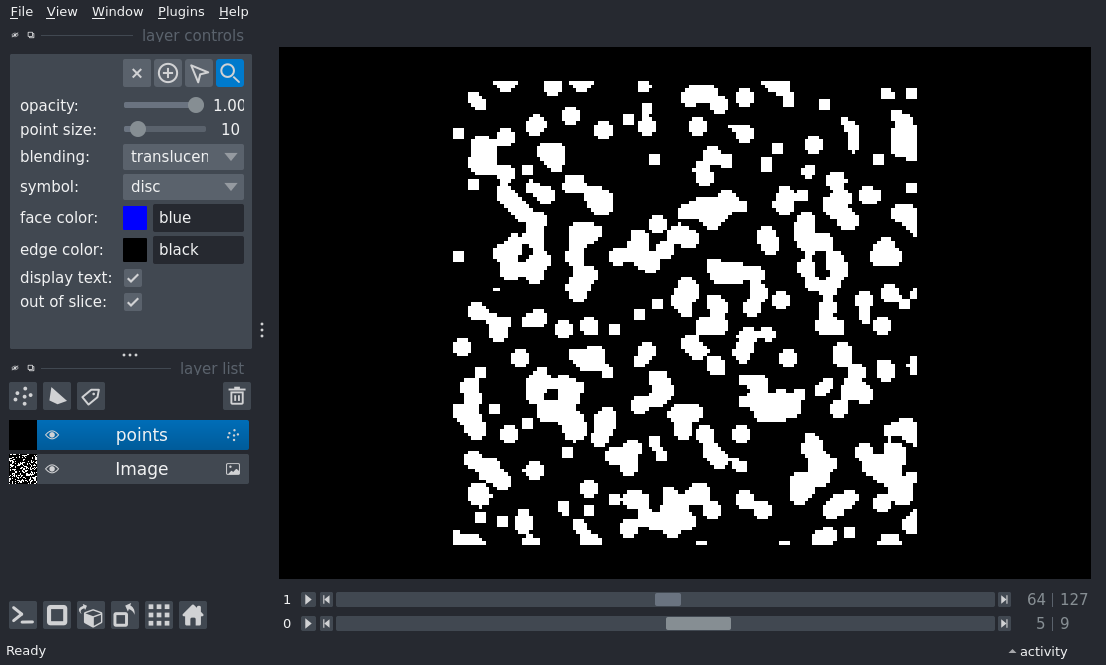 File View Window Plugins Help
layer controls
opacity: 1.00
point size: 10
blending: translucen
symbol: disc
face color: blue
edge color: black
display text:
out of slice:
layer list
points
Image
1 64 | 127
0 5 | 9
Ready activity